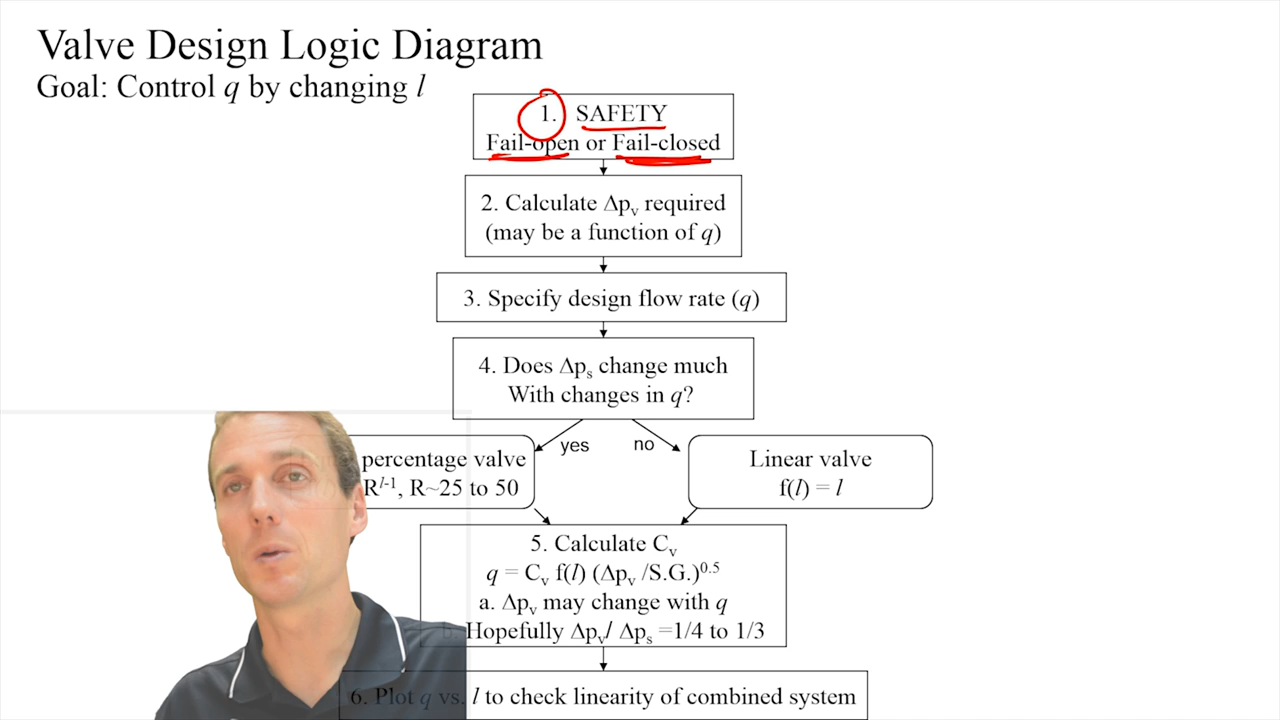 Valve Design Logic Diagram
Goal: Control q by changing l
1. SAFETY
Fail-open or Fail-closed
2. Calculate Δpᵥ required
(may be a function of q)
3. Specify design flow rate (q)
4. Does Δpₛ change much
With changes in q?
yes
no
percentage valve
Rˡ⁻¹, R~25 to 50
Linear valve
f(l) = l
5. Calculate Cᵥ
q = Cᵥ f(l) (Δpᵥ /S.G.)⁰·⁵
a. Δpᵥ may change with q
b. Hopefully Δpᵥ/ Δpₛ =1/4 to 1/3
6. Plot q vs. l to check linearity of combined system